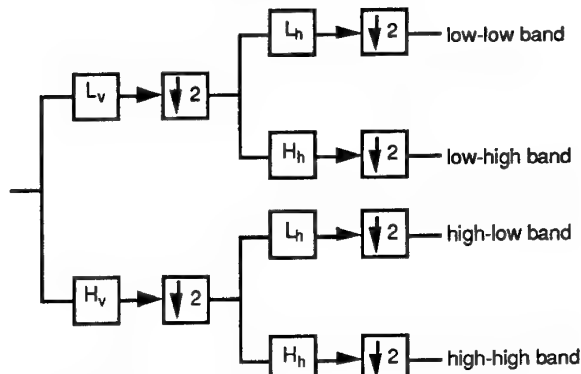 Lh ↓ 2 low-low band
Lv ↓ 2
Hh ↓ 2 low-high band
Lh ↓ 2 high-low band
Hv ↓ 2
Hh ↓ 2 high-high band